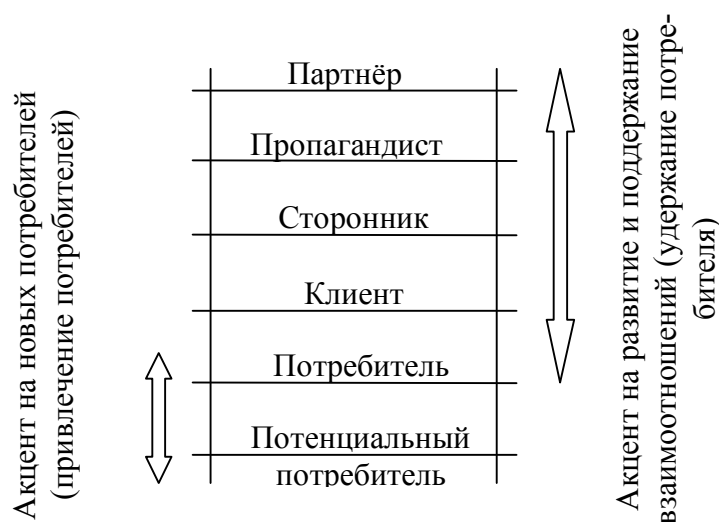 Акцент на новых потребителей
(привлечение потребителей)
Партнёр
Пропагандист
Сторонник
Клиент
Потребитель
Потенциальный
потребитель
Акцент на развитие и поддержание
взаимоотношений (удержание потре-
бителя)